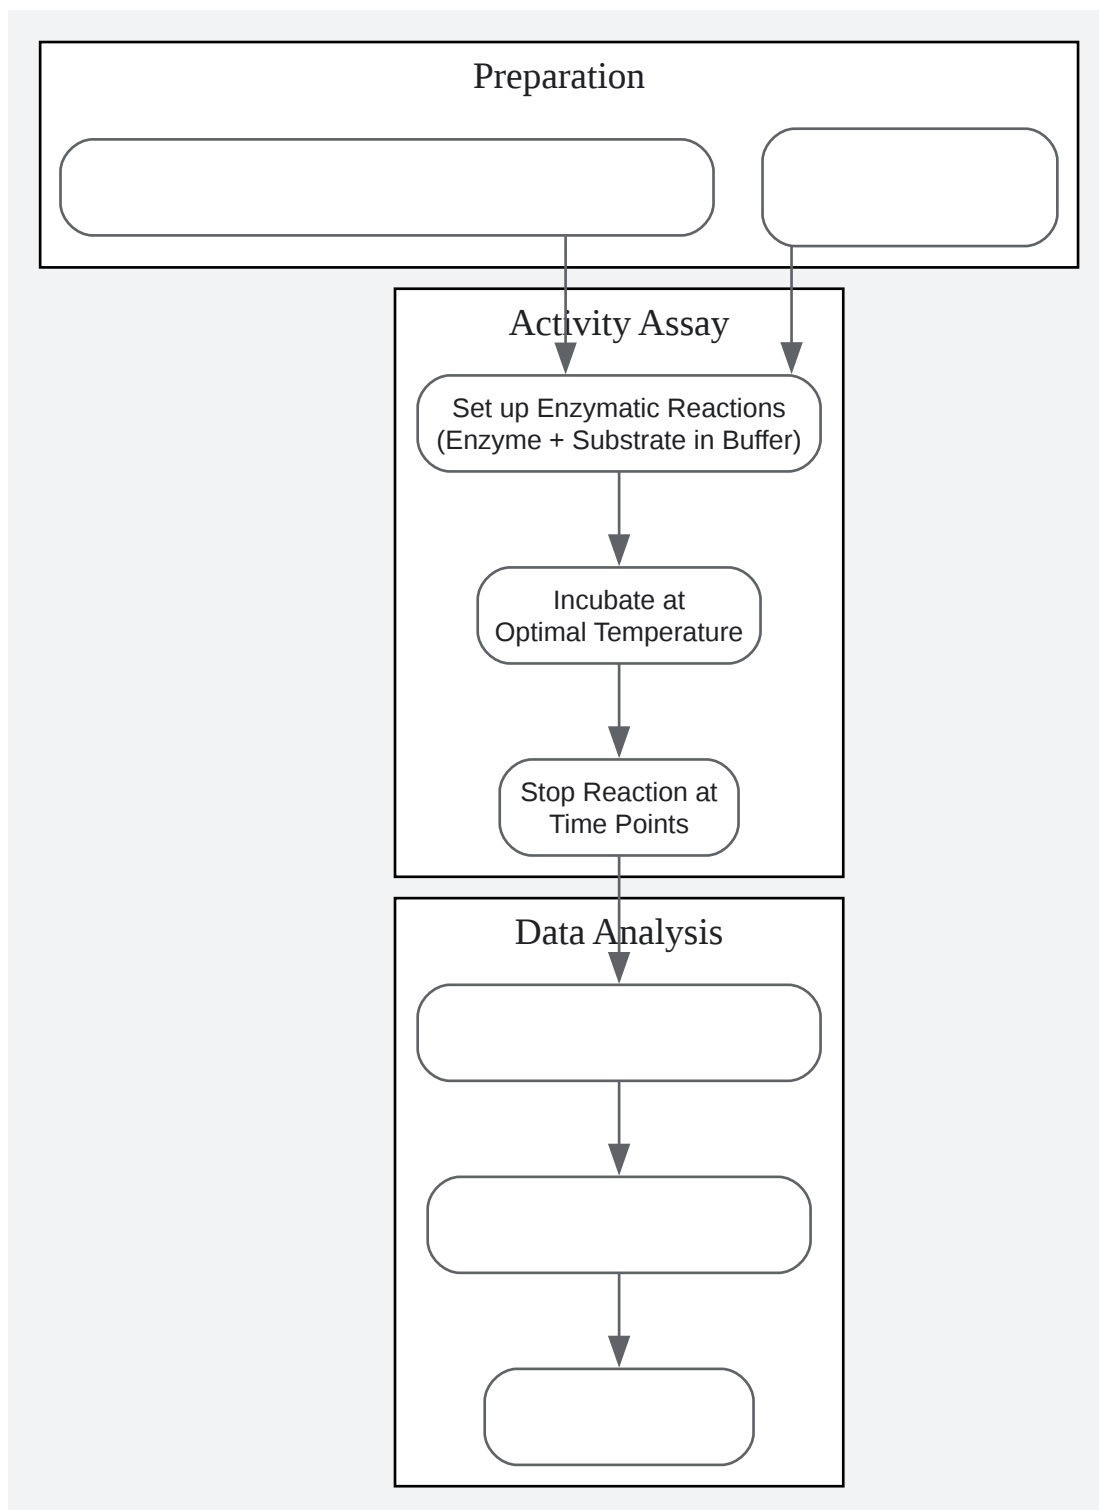 Preparation
Activity Assay
Set up Enzymatic Reactions
(Enzyme + Substrate in Buffer)
Incubate at
Optimal Temperature
Stop Reaction at
Time Points
Data Analysis